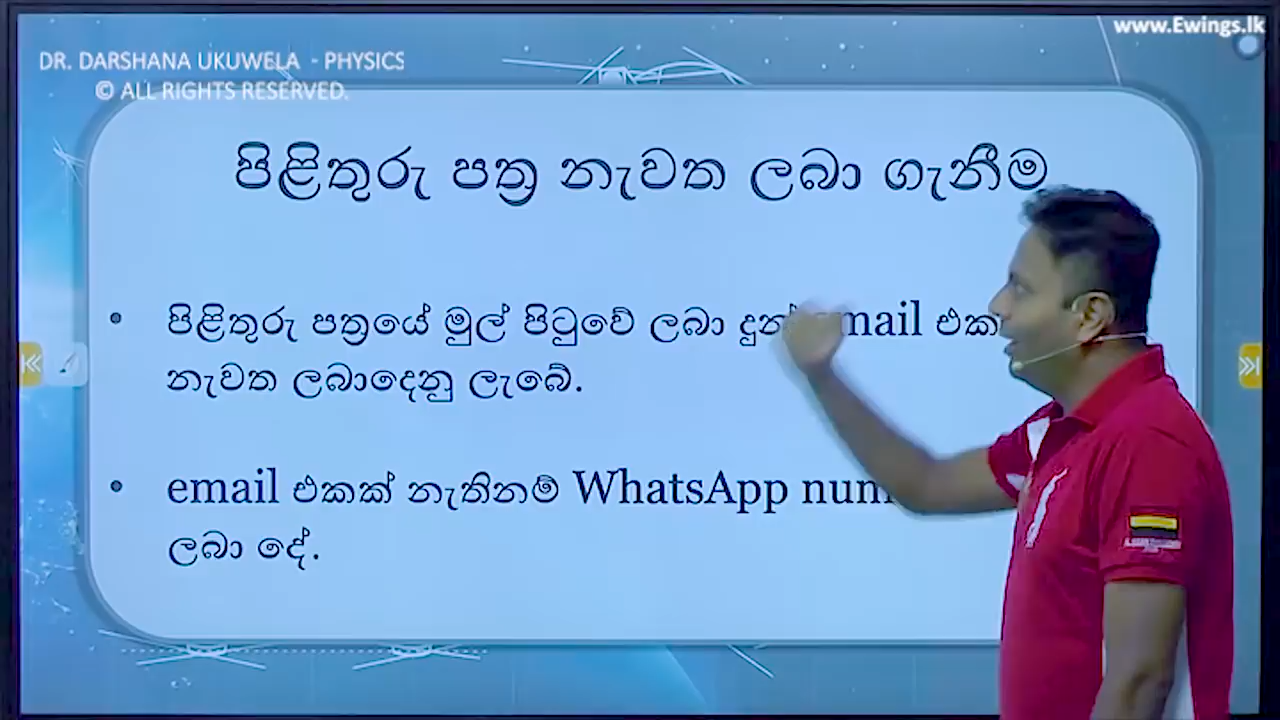 www.Ewings.lk
DR. DARSHANA UKUWELA - PHYSICS
© ALL RIGHTS RESERVED.
පිළිතුරු පත්‍ර නැවත ලබා ගැනීම
• පිළිතුරු පත්‍රයේ මුල් පිටුවේ ලබා දුන් email
නැවත ලබාදෙනු ලැබේ.
• email එකක් නැතිනම් WhatsApp
ලබා දේ.